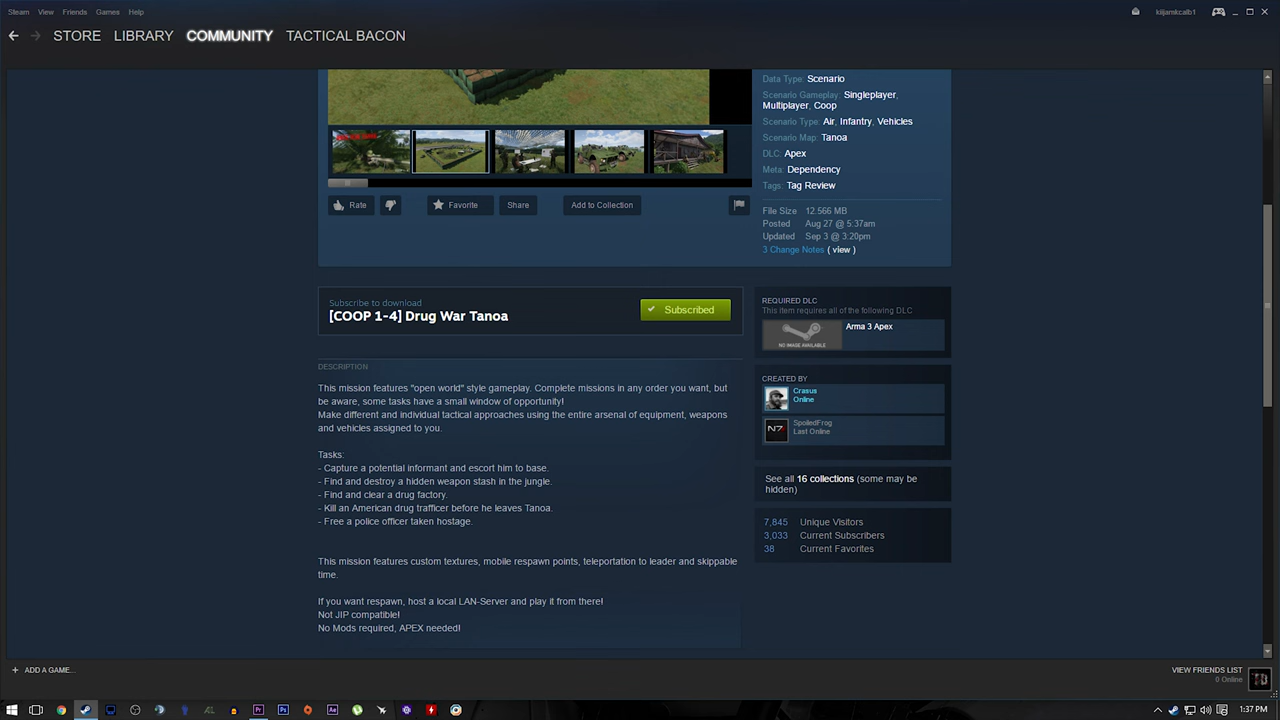 Steam View Friends Games Help
kiijamkcalb1
STORE LIBRARY COMMUNITY TACTICAL BACON
Data Type: Scenario
Scenario Gameplay: Singleplayer,
Multiplayer, Coop
Scenario Type: Air, Infantry, Vehicles
Scenario Map: Tanoa
DLC: Apex
Meta: Dependency
Tags: Tag Review
Rate Favorite Share Add to Collection
File Size 12.566 MB
Posted Aug 27 @ 5:37am
Updated Sep 3 @ 3:20pm
3 Change Notes ( view )
Subscribe to download
[COOP 1-4] Drug War Tanoa
Subscribed
REQUIRED DLC
This item requires all of the following DLC
Arma 3 Apex
NO IMAGE AVAILABLE
DESCRIPTION
This mission features "open world" style gameplay. Complete missions in any order you want, but
be aware, some tasks have a small window of opportunity!
Make different and individual tactical approaches using the entire arsenal of equipment, weapons
and vehicles assigned to you.
Tasks:
- Capture a potential informant and escort him to base.
- Find and destroy a hidden weapon stash in the jungle.
- Find and clear a drug factory.
- Kill an American drug trafficer before he leaves Tanoa.
- Free a police officer taken hostage.
This mission features custom textures, mobile respawn points, teleportation to leader and skippable
time.
If you want respawn, host a local LAN-Server and play it from there!
Not JIP compatible!
No Mods required, APEX needed!
CREATED BY
Crasus
Online
N7
SpoiledFrog
Last Online
See all 16 collections (some may be
hidden)
7,845 Unique Visitors
3,033 Current Subscribers
38 Current Favorites
+ ADD A GAME...
VIEW FRIENDS LIST
0 Online
1:37 PM